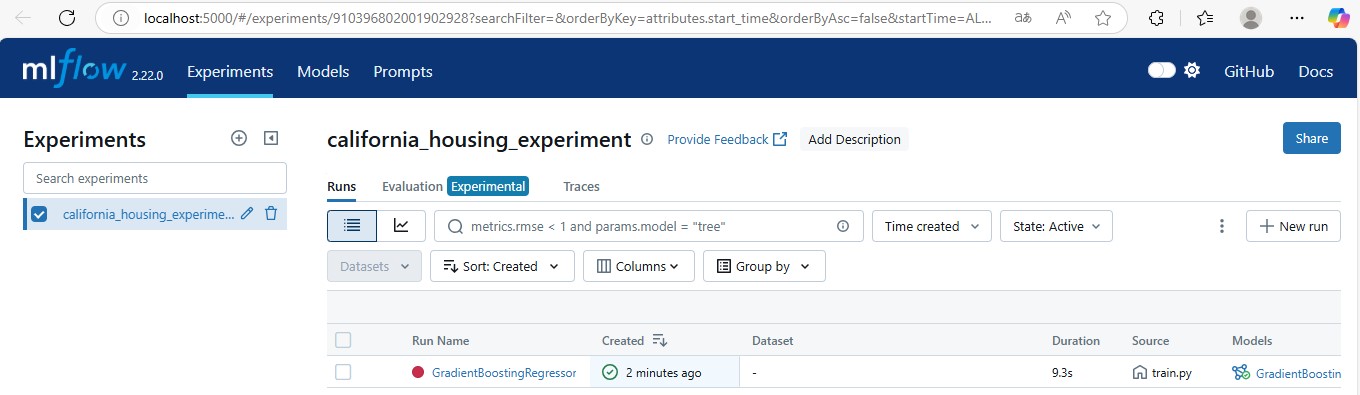 localhost:5000/#/experiments/910396802001902928?searchFilter=&orderByKey=attributes.start_time&orderByAsc=false&startTime=AL...
mlflow 2.22.0 Experiments Models Prompts GitHub Docs
Experiments
Search experiments
california_housing_experime...
california_housing_experiment Provide Feedback Add Description Share
Runs Evaluation Experimental Traces
metrics.rmse < 1 and params.model = "tree" Time created State: Active New run
Datasets Sort: Created Columns Group by
Run Name Created Dataset Duration Source Models
GradientBoostingRegressor 2 minutes ago - 9.3s train.py GradientBoostin